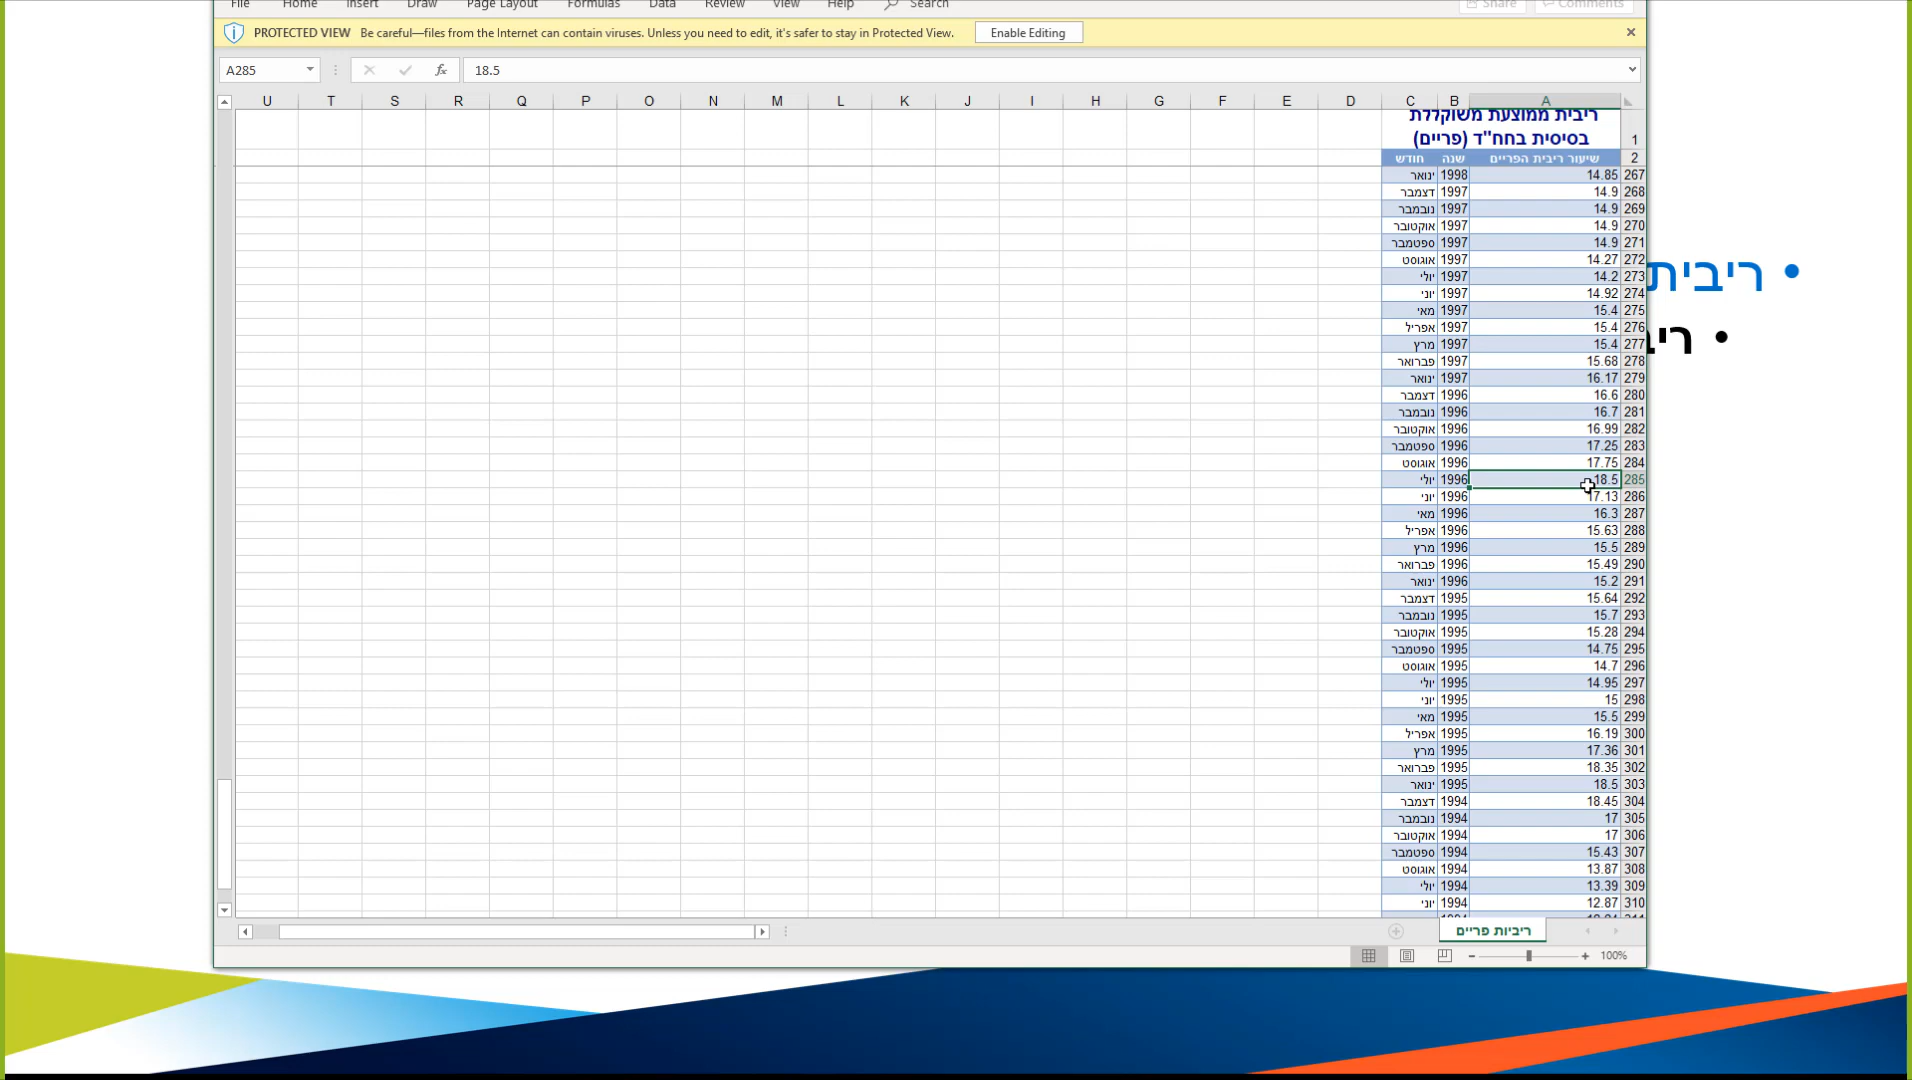 File Home Insert Draw Page Layout Formulas Data Review View Help Search Share Comments
PROTECTED VIEW Be careful—files from the Internet can contain viruses. Unless you need to edit, it's safer to stay in Protected View. Enable Editing
A285 fx 18.5
U T S R Q P O N M L K J I H G F E D C B A
ריבית ממוצעת משוקללת
בסיסית בחח"ד (פריים)
1
שיעור ריבית הפריים שנה חודש 2
14.85 1998 ינואר 267
14.9 1997 דצמבר 268
14.9 1997 נובמבר 269
14.9 1997 אוקטובר 270
14.9 1997 ספטמבר 271
14.27 1997 אוגוסט 272
14.2 1997 יולי 273
14.92 1997 יוני 274
15.4 1997 מאי 275
15.4 1997 אפריל 276
15.4 1997 מרץ 277
15.68 1997 פברואר 278
16.17 1997 ינואר 279
16.6 1996 דצמבר 280
16.7 1996 נובמבר 281
16.99 1996 אוקטובר 282
17.25 1996 ספטמבר 283
17.75 1996 אוגוסט 284
18.5 1996 יולי 285
17.13 1996 יוני 286
16.3 1996 מאי 287
15.63 1996 אפריל 288
15.5 1996 מרץ 289
15.49 1996 פברואר 290
15.2 1996 ינואר 291
15.64 1995 דצמבר 292
15.7 1995 נובמבר 293
15.28 1995 אוקטובר 294
14.75 1995 ספטמבר 295
14.7 1995 אוגוסט 296
14.95 1995 יולי 297
15 1995 יוני 298
15.5 1995 מאי 299
16.19 1995 אפריל 300
17.36 1995 מרץ 301
18.35 1995 פברואר 302
18.5 1995 ינואר 303
18.45 1994 דצמבר 304
17 1994 נובמבר 305
17 1994 אוקטובר 306
15.43 1994 ספטמבר 307
13.87 1994 אוגוסט 308
13.39 1994 יולי 309
12.87 1994 יוני 310
• ריבית
ריביות פריים
100%